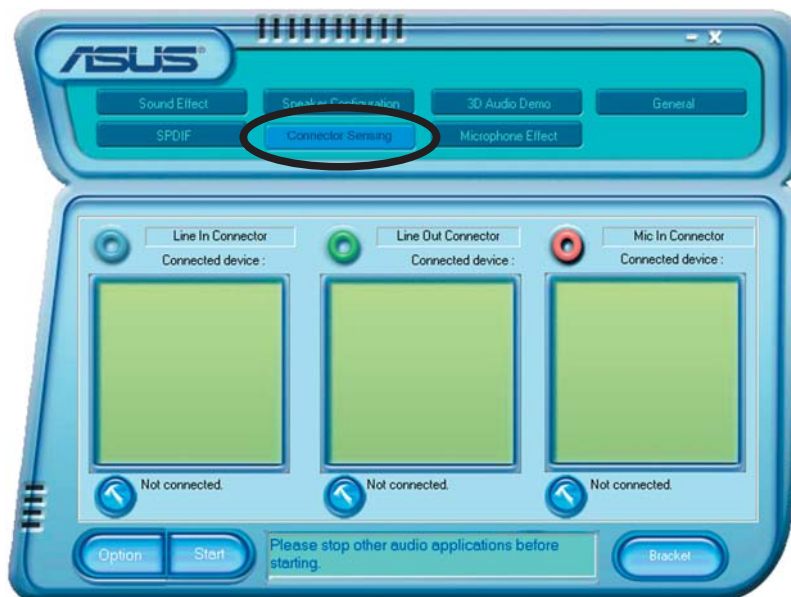 ASUS®
Sound Effect
Speaker Configuration
3D Audio Demo
General
SPDIF
Connector Sensing
Microphone Effect
Line In Connector
Connected device :
Line Out Connector
Connected device :
Mic In Connector
Connected device :
Not connected.
Not connected.
Not connected.
Option
Start
Please stop other audio applications before
starting.
Bracket